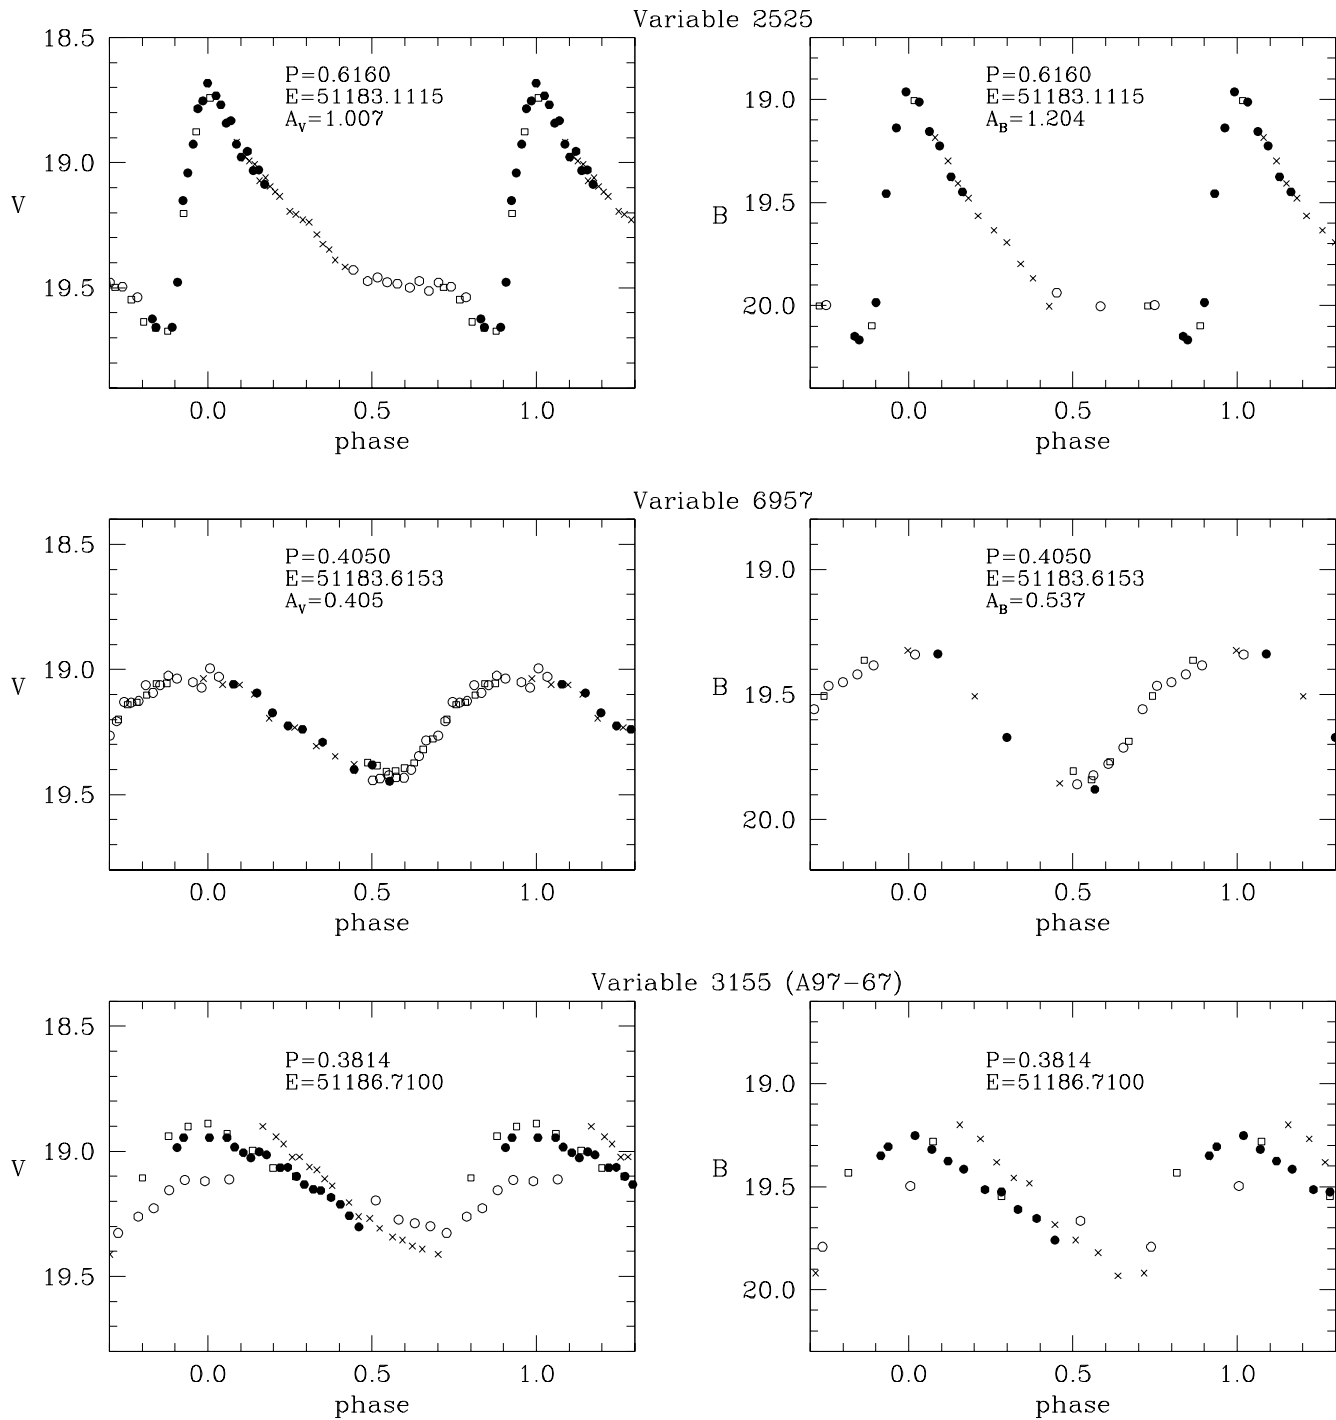 Variable 2525
18.5
19.0
19.5
V
P=0.6160
E=51183.1115
AV=1.007
0.0 0.5 1.0
phase
19.0
19.5
20.0
B
P=0.6160
E=51183.1115
AB=1.204
0.0 0.5 1.0
phase
Variable 6957
18.5
19.0
19.5
V
P=0.4050
E=51183.6153
AV=0.405
0.0 0.5 1.0
phase
19.0
19.5
20.0
B
P=0.4050
E=51183.6153
AB=0.537
0.0 0.5 1.0
phase
Variable 3155 (A97−67)
18.5
19.0
19.5
V
P=0.3814
E=51186.7100
0.0 0.5 1.0
phase
19.0
19.5
20.0
B
P=0.3814
E=51186.7100
0.0 0.5 1.0
phase